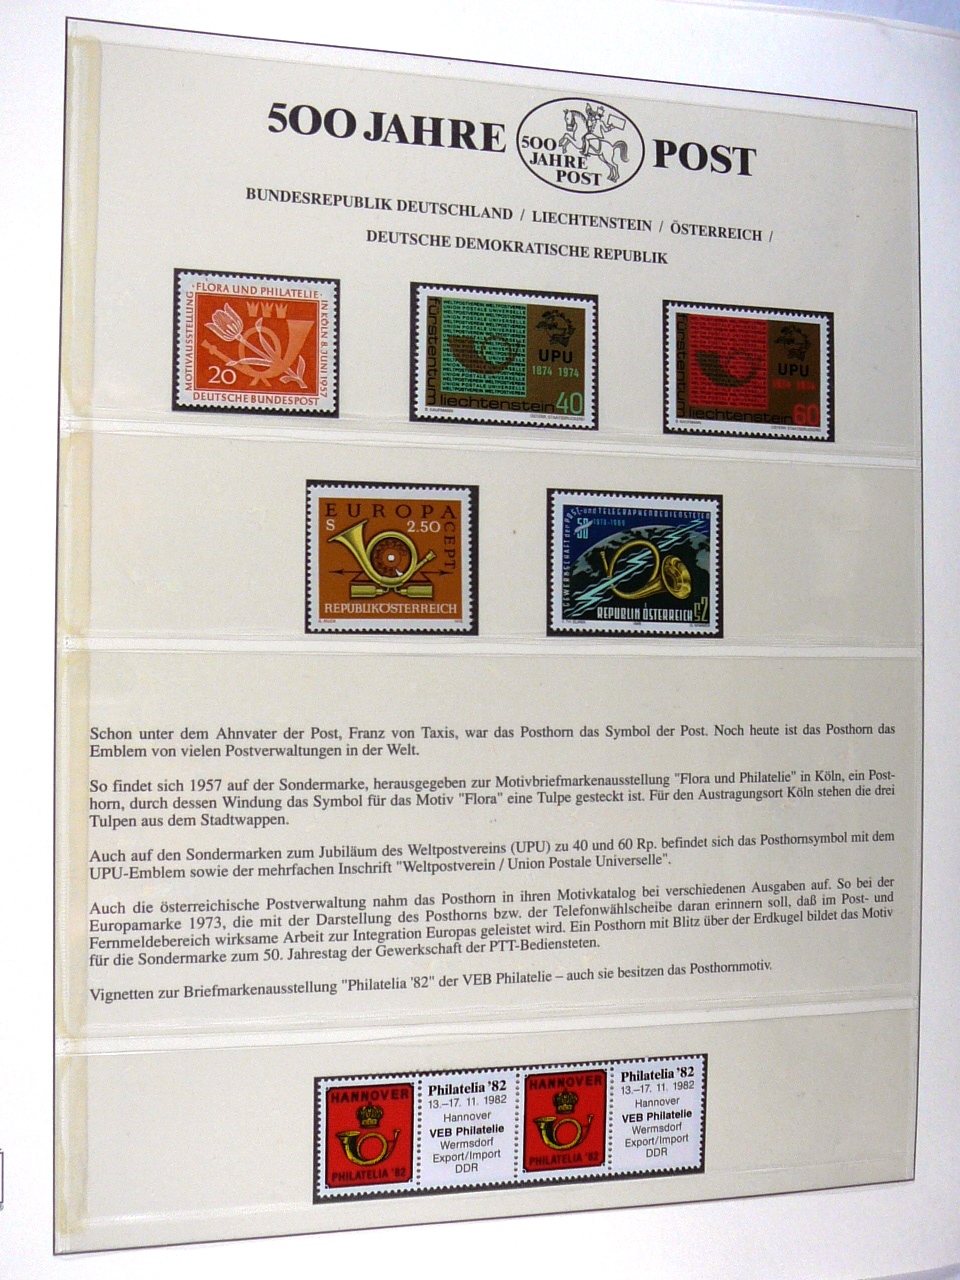 500 JAHRE POST
500
JAHRE
POST
BUNDESREPUBLIK DEUTSCHLAND / LIECHTENSTEIN / ÖSTERREICH /
DEUTSCHE DEMOKRATISCHE REPUBLIK
· FLORA UND PHILATELIE ·
MOTIVAUSSTELLUNG
IN KÖLN 8. JUNI 1957
20
DEUTSCHE BUNDESPOST
fürstentum
UPU
1874 1974
liechtenstein 40
fürstentum
UPU
1874 1974
liechtenstein 60
EUROPA
CEPT
S 2.50
REPUBLIK ÖSTERREICH
GEWERKSCHAFT der POST- und TELEGRAPHENBEDIENSTETEN
50
REPUBLIK ÖSTERREICH S2
Schon unter dem Ahnvater der Post, Franz von Taxis, war das Posthorn das Symbol der Post. Noch heute ist das Posthorn das
Emblem von vielen Postverwaltungen in der Welt.
So findet sich 1957 auf der Sondermarke, herausgegeben zur Motivbriefmarkenausstellung "Flora und Philatelie" in Köln, ein Post-
horn, durch dessen Windung das Symbol für das Motiv "Flora" eine Tulpe gesteckt ist. Für den Austragungsort Köln stehen die drei
Tulpen aus dem Stadtwappen.
Auch auf den Sondermarken zum Jubiläum des Weltpostvereins (UPU) zu 40 und 60 Rp. befindet sich das Posthornsymbol mit dem
UPU-Emblem sowie der mehrfachen Inschrift "Weltpostverein / Union Postale Universelle".
Auch die österreichische Postverwaltung nahm das Posthorn in ihren Motivkatalog bei verschiedenen Ausgaben auf. So bei der
Europamarke 1973, die mit der Darstellung des Posthorns bzw. der Telefonwählscheibe daran erinnern soll, daß im Post- und
Fernmeldebereich wirksame Arbeit zur Integration Europas geleistet wird. Ein Posthorn mit Blitz über der Erdkugel bildet das Motiv
für die Sondermarke zum 50. Jahrestag der Gewerkschaft der PTT-Bediensteten.
Vignetten zur Briefmarkenausstellung "Philatelia '82" der VEB Philatelie – auch sie besitzen das Posthornmotiv.
HANNOVER
PHILATELIA '82
Philatelia '82
13.–17. 11. 1982
Hannover
VEB Philatelie
Wermsdorf
Export/Import
DDR
HANNOVER
PHILATELIA '82
Philatelia '82
13.–17. 11. 1982
Hannover
VEB Philatelie
Wermsdorf
Export/Import
DDR